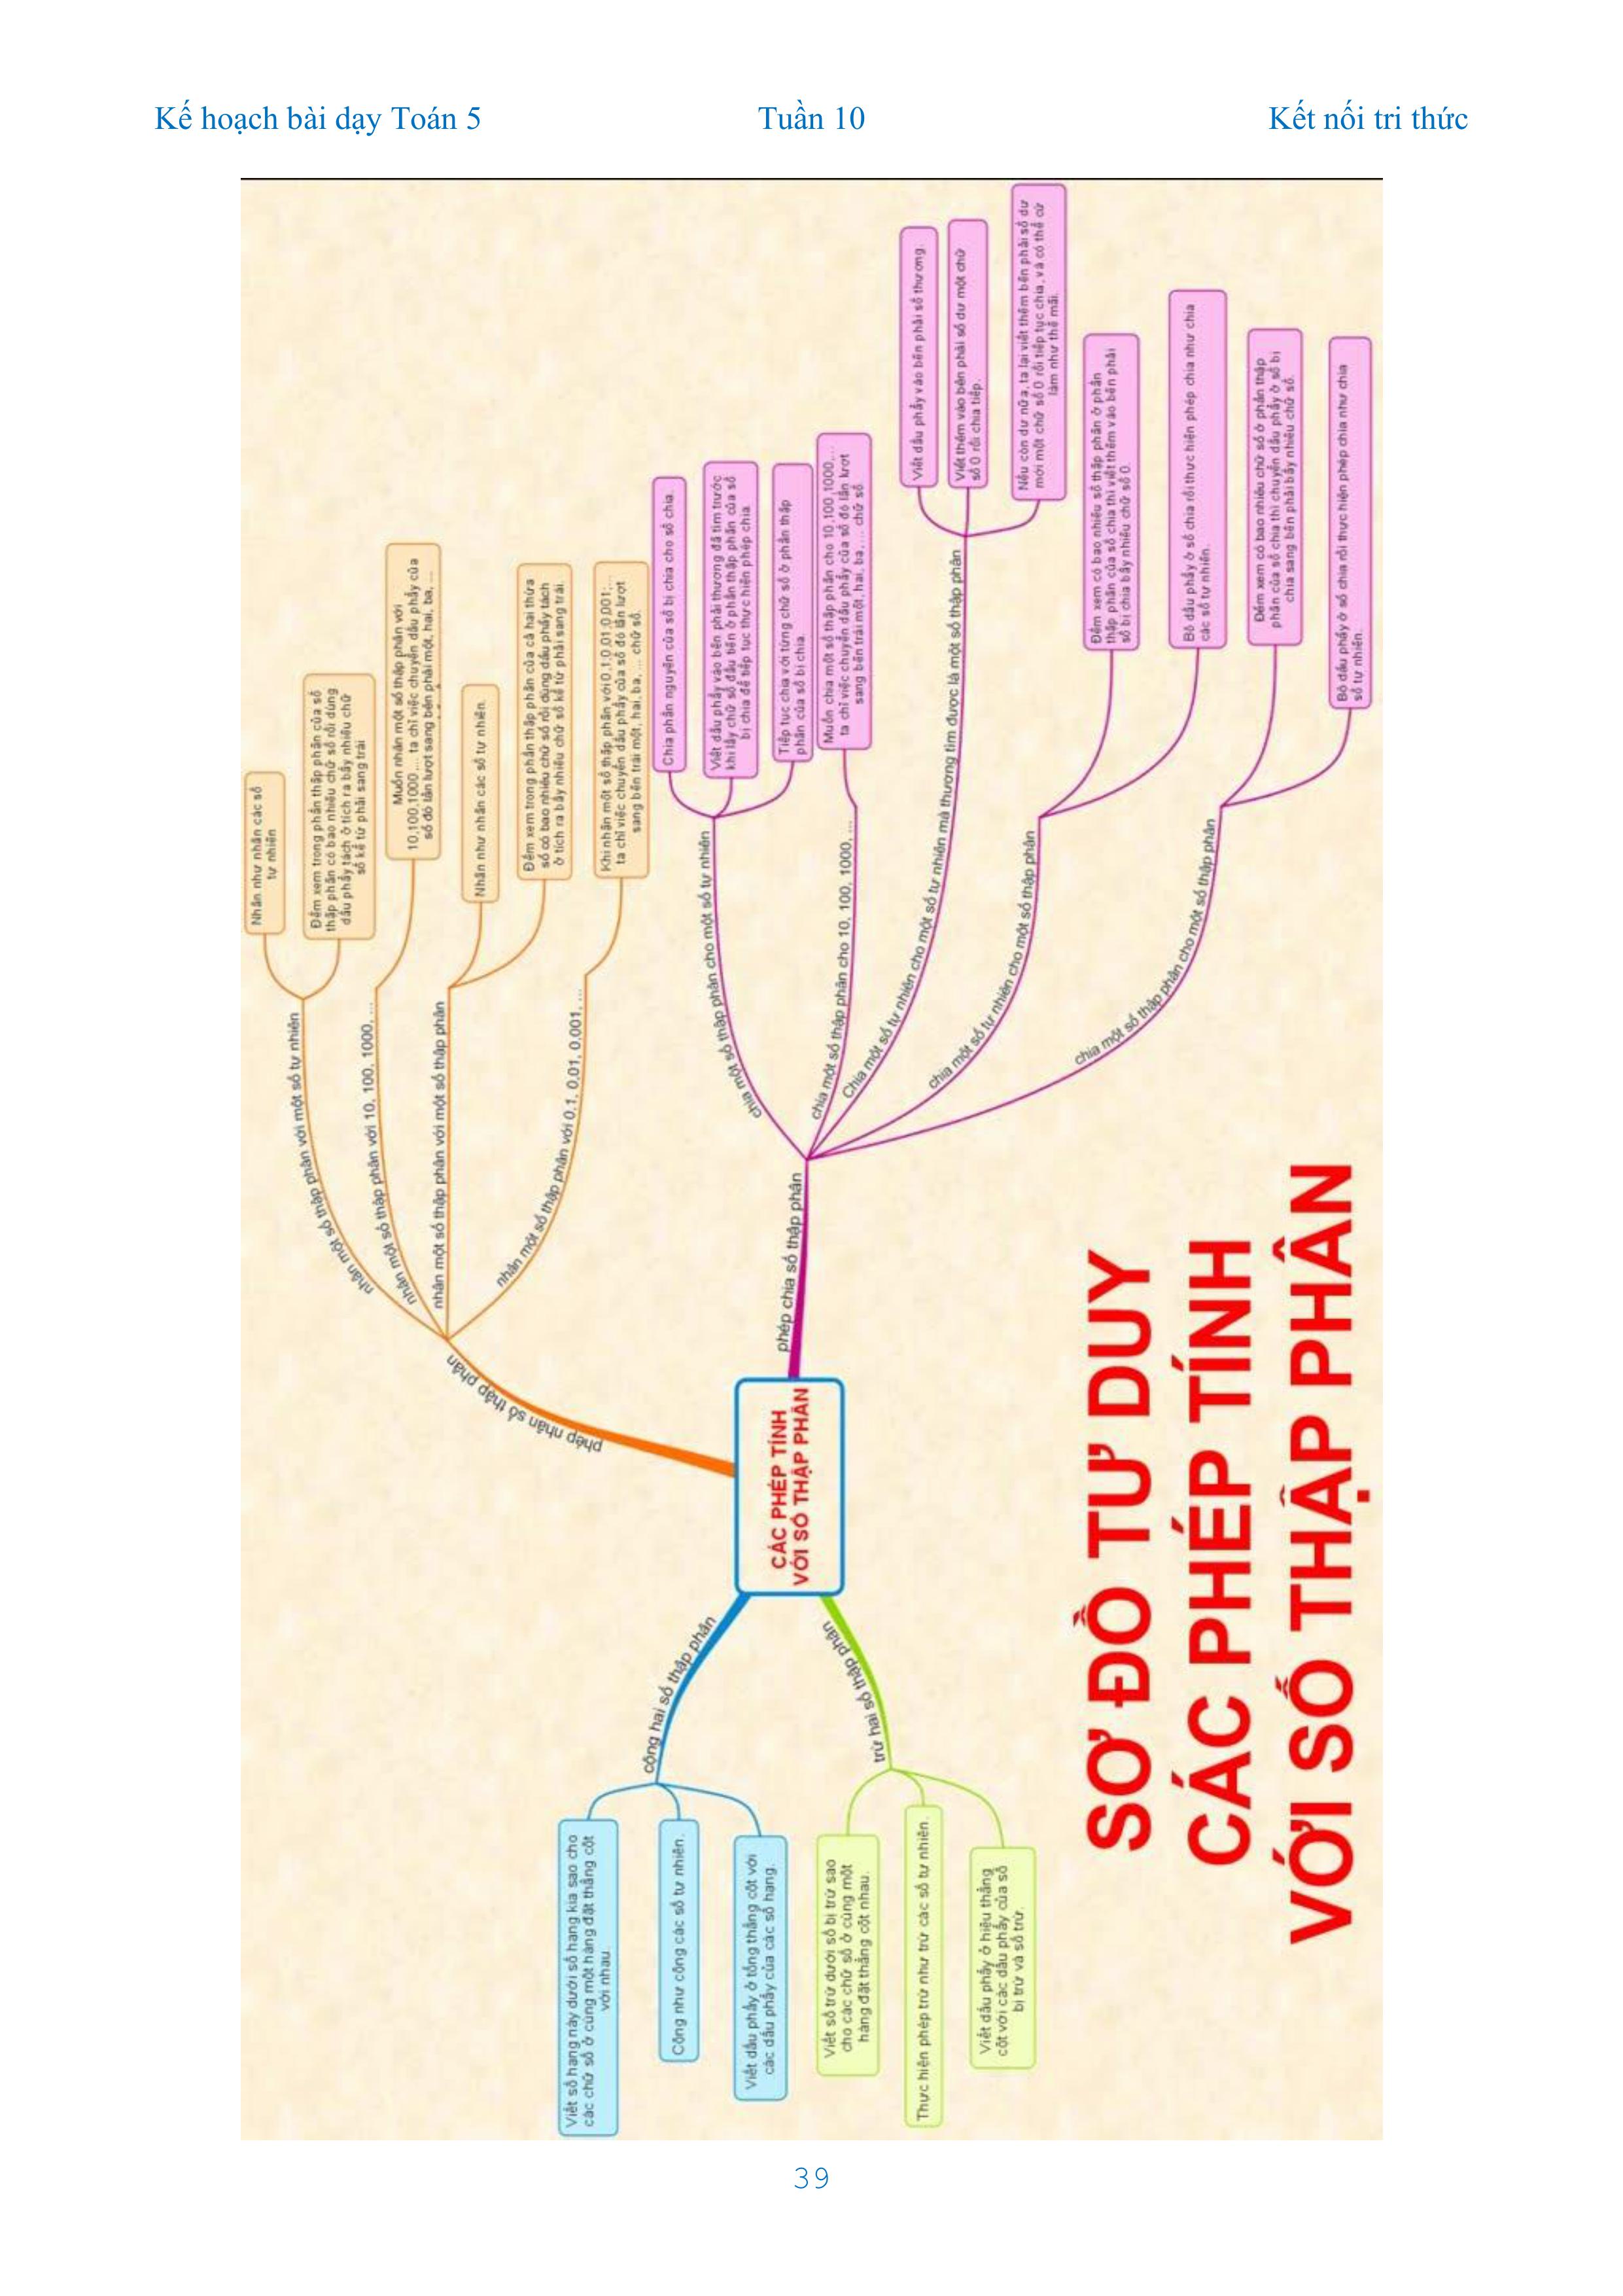 Kế hoạch bài dạy Toán 5
Tuần 10
Kết nối tri thức
SƠ ĐỒ TƯ DUY
CÁC PHÉP TÍNH
VỚI SỐ THẬP PHÂN
CÁC PHÉP TÍNH
VỚI SỐ THẬP PHÂN
cộng hai số thập phân
Viết số hạng này dưới số hạng kia sao cho
các chữ số ở cùng một hàng đặt thẳng cột
với nhau.
Cộng như cộng các số tự nhiên.
Viết dấu phẩy ở tổng thẳng cột với
các dấu phẩy của các số hạng.
trừ hai số thập phân
Viết số trừ dưới số bị trừ sao
cho các chữ số ở cùng một
hàng đặt thẳng cột nhau.
Thực hiện phép trừ như trừ các số tự nhiên.
Viết dấu phẩy ở hiệu thẳng
cột với các dấu phẩy của số
bị trừ và số trừ.
phép nhân số thập phân
nhân một số thập phân với một số tự nhiên
Nhân như nhân các số
tự nhiên
Đếm xem trong phần thập phân của số
thập phân có bao nhiêu chữ số rồi dùng
dấu phẩy tách ở tích ra bấy nhiêu chữ
số kể từ phải sang trái
nhân một số thập phân với 10, 100, 1000, ...
Muốn nhân một số thập phân với
10,100,1000,... ta chỉ việc chuyển dấu phẩy của
số đó lần lượt sang bên phải một, hai, ba, ...
nhân một số thập phân với một số thập phân
Nhân như nhân các số tự nhiên.
Đếm xem trong phần thập phân của cả hai thừa
số có bao nhiêu chữ số rồi dùng dấu phẩy tách
ở tích ra bấy nhiêu chữ số kể từ phải sang trái.
nhân một số thập phân với 0,1, 0,01, 0,001, ...
Khi nhân một số thập phân với 0,1;0,01;0,001;...
ta chỉ việc chuyển dấu phẩy của số đó lần lượt
sang bên trái một, hai, ba, ... chữ số.
phép chia số thập phân
chia một số thập phân cho một số tự nhiên
Chia phần nguyên của số bị chia cho số chia.
Viết dấu phẩy vào bên phải thương đã tìm trước
khi lấy chữ số đầu tiên ở phần thập phân của số
bị chia để tiếp tục thực hiện phép chia.
Tiếp tục chia với từng chữ số ở phần thập
phân của số bị chia.
chia một số thập phân cho 10, 100, 1000, ...
Muốn chia một số thập phân cho 10,100,1000,...
ta chỉ việc chuyển dấu phẩy của số đó lần lượt
sang bên trái một, hai, ba, ... chữ số
Chia một số tự nhiên cho một số tự nhiên mà thương tìm được là một số thập phân
Viết dấu phẩy vào bên phải số thương.
Viết thêm vào bên phải số dư một chữ
số 0 rồi chia tiếp.
Nếu còn dư nữa, ta lại viết thêm bên phải số dư
mới một chữ số 0 rồi tiếp tục chia, và có thể cứ
làm như thế mãi.
chia một số tự nhiên cho một số thập phân
Đếm xem có bao nhiêu số thập phân ở phần
thập phân của số chia thì viết thêm vào bên phải
số bị chia bấy nhiêu chữ số 0.
Bỏ dấu phẩy ở số chia rồi thực hiện phép chia như chia
các số tự nhiên.
chia một số thập phân cho một số thập phân
Đếm xem có bao nhiêu chữ số ở phần thập
phân của số chia thì chuyển dấu phẩy ở số bị
chia sang bên phải bấy nhiêu chữ số.
Bỏ dấu phẩy ở số chia rồi thực hiện phép chia như chia
số tự nhiên.
39